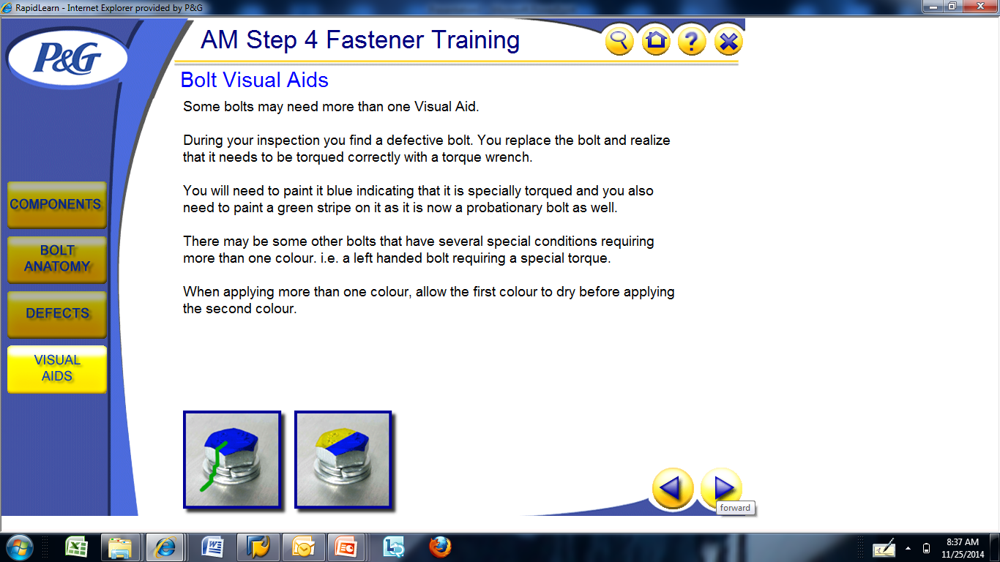 RapidLearn - Internet Explorer provided by P&G
P&G
AM Step 4 Fastener Training
?
Bolt Visual Aids
Some bolts may need more than one Visual Aid.
During your inspection you find a defective bolt. You replace the bolt and realize
that it needs to be torqued correctly with a torque wrench.
You will need to paint it blue indicating that it is specially torqued and you also
need to paint a green stripe on it as it is now a probationary bolt as well.
There may be some other bolts that have several special conditions requiring
more than one colour. i.e. a left handed bolt requiring a special torque.
When applying more than one colour, allow the first colour to dry before applying
the second colour.
COMPONENTS
BOLT
ANATOMY
DEFECTS
VISUAL
AIDS
forward
8:37 AM
11/25/2014